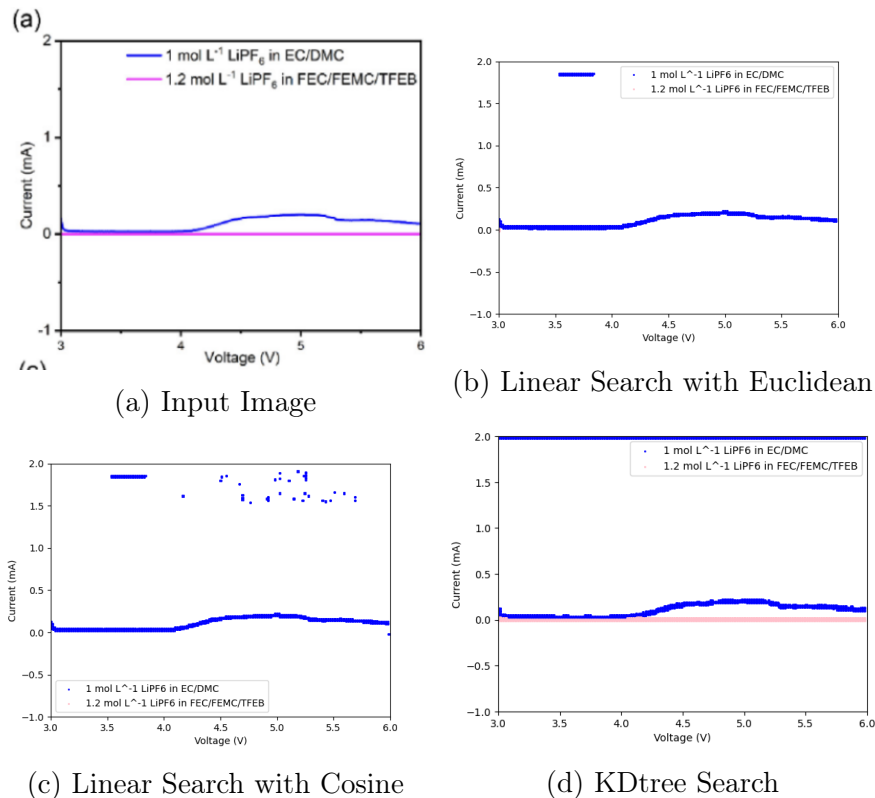 (a)
2
1 mol L⁻¹ LiPF₆ in EC/DMC
1.2 mol L⁻¹ LiPF₆ in FEC/FEMC/TFEB
1
0
-1
Current (mA)
3 4 5 6
Voltage (V)
(a) Input Image
2.0
1.5
1.0
0.5
0.0
−0.5
−1.0
Current (mA)
1 mol L^-1 LiPF6 in EC/DMC
1.2 mol L^-1 LiPF6 in FEC/FEMC/TFEB
3.0 3.5 4.0 4.5 5.0 5.5 6.0
Voltage (V)
(b) Linear Search with Euclidean
2.0
1.5
1.0
0.5
0.0
−0.5
−1.0
Current (mA)
1 mol L^-1 LiPF6 in EC/DMC
1.2 mol L^-1 LiPF6 in FEC/FEMC/TFEB
3.0 3.5 4.0 4.5 5.0 5.5 6.0
Voltage (V)
(c) Linear Search with Cosine
2.0
1.5
1.0
0.5
0.0
−0.5
−1.0
Current (mA)
1 mol L^-1 LiPF6 in EC/DMC
1.2 mol L^-1 LiPF6 in FEC/FEMC/TFEB
3.0 3.5 4.0 4.5 5.0 5.5 6.0
Voltage (V)
(d) KDtree Search